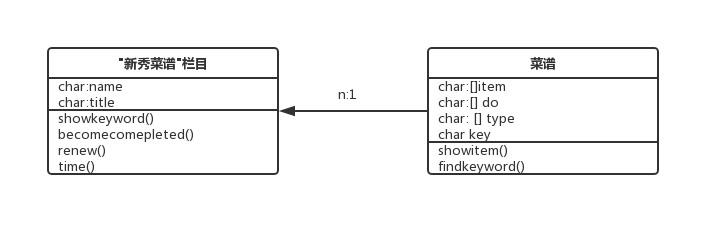 "新秀菜谱"栏目
char:name
char:title
showkeyword()
becomecomepleted()
renew()
time()
n:1
菜谱
char:[]item
char:[] do
char: [] type
char key
showitem()
findkeyword()